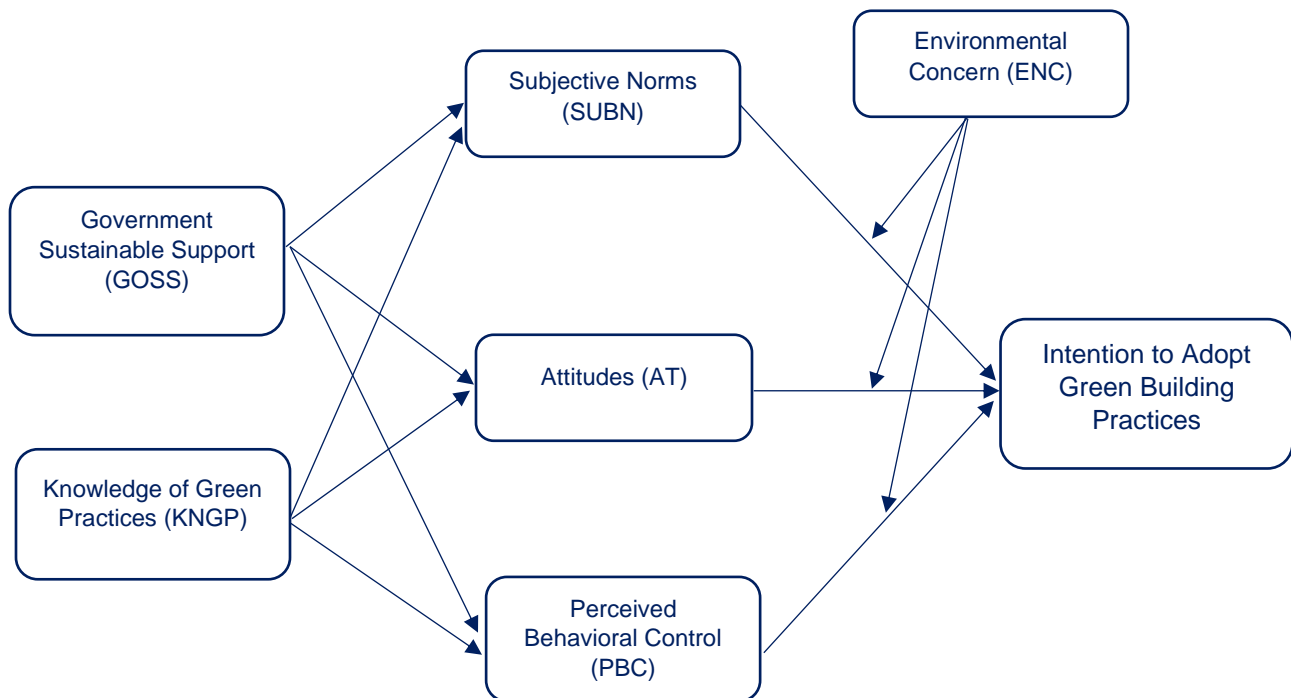 Environmental
Concern (ENC)
Subjective Norms
(SUBN)
Government
Sustainable Support
(GOSS)
Attitudes (AT)
Intention to Adopt
Green Building
Practices
Knowledge of Green
Practices (KNGP)
Perceived
Behavioral Control
(PBC)